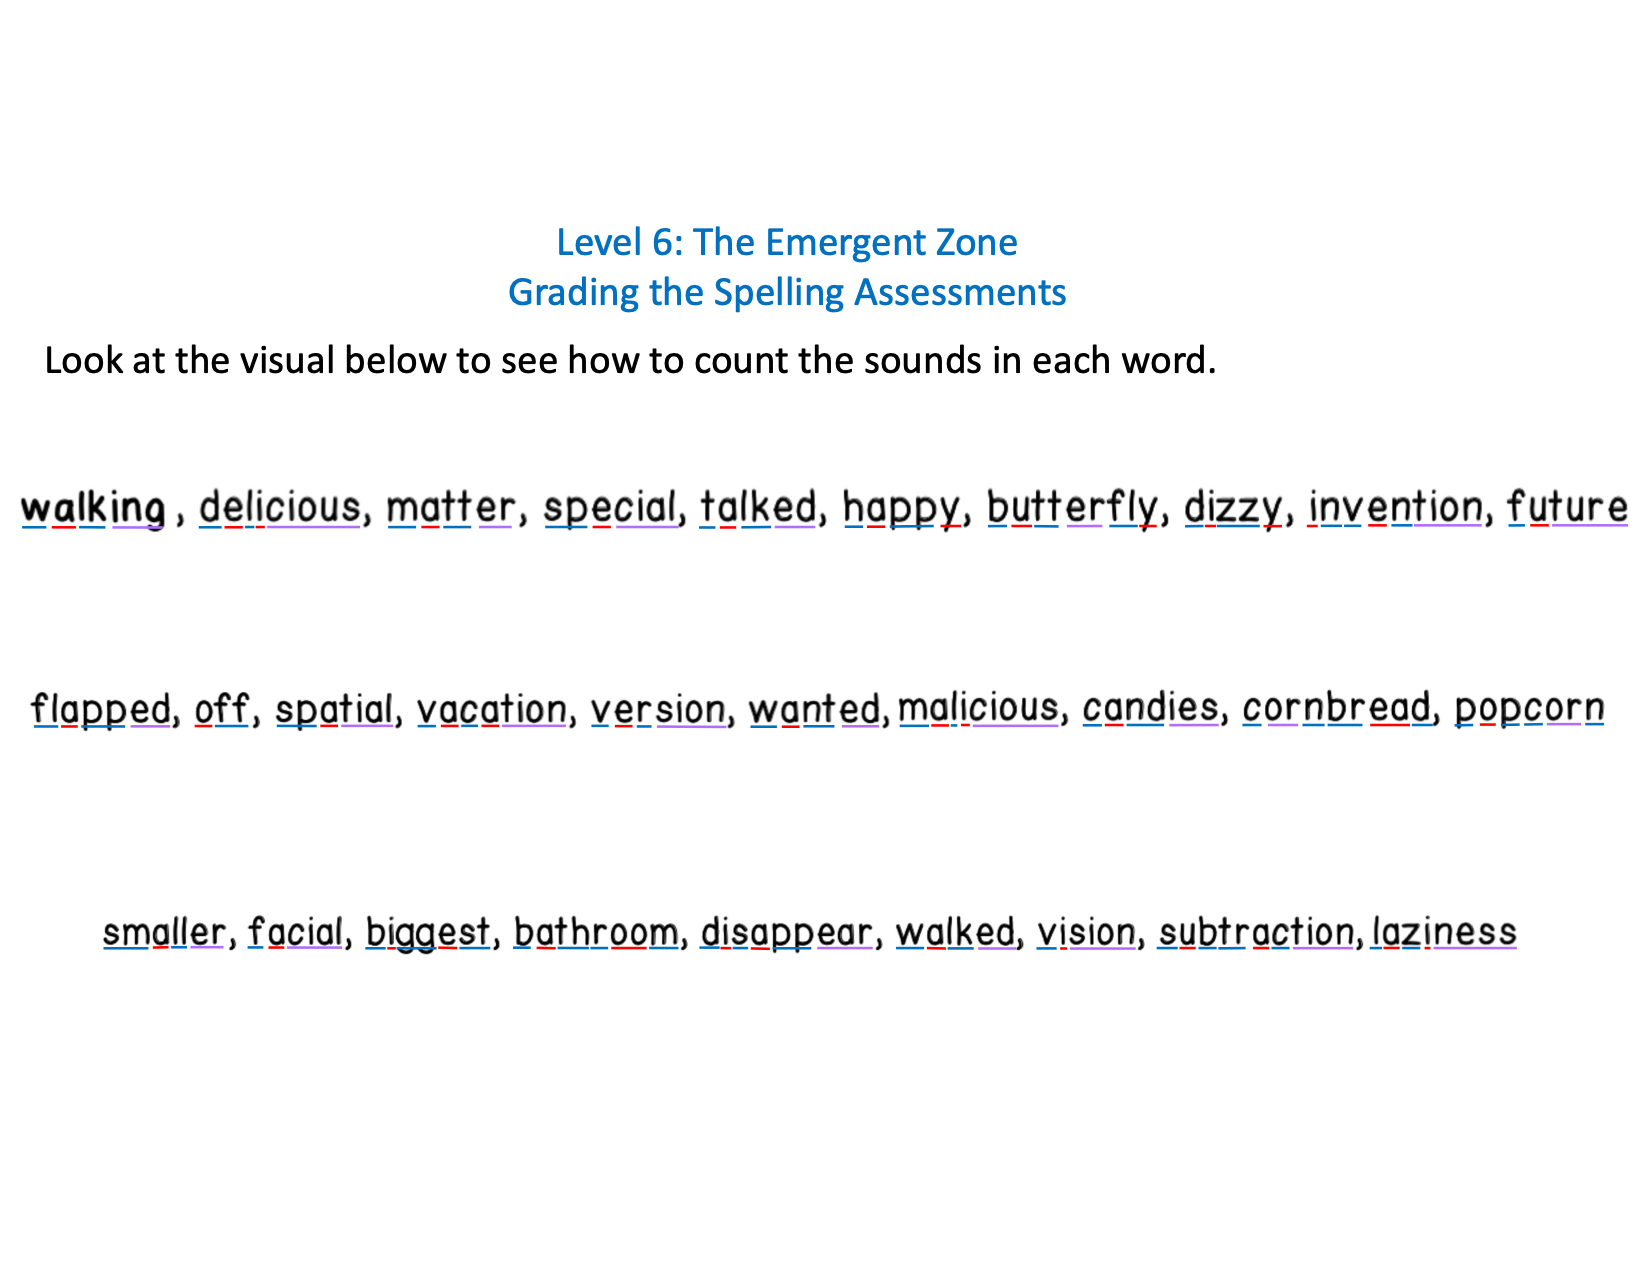 Level 6: The Emergent Zone
Grading the Spelling Assessments
Look at the visual below to see how to count the sounds in each word.
walking , delicious, matter, special, talked, happy, butterfly, dizzy, invention, future
flapped, off, spatial, vacation, version, wanted, malicious, candies, cornbread, popcorn
smaller, facial, biggest, bathroom, disappear, walked, vision, subtraction, laziness